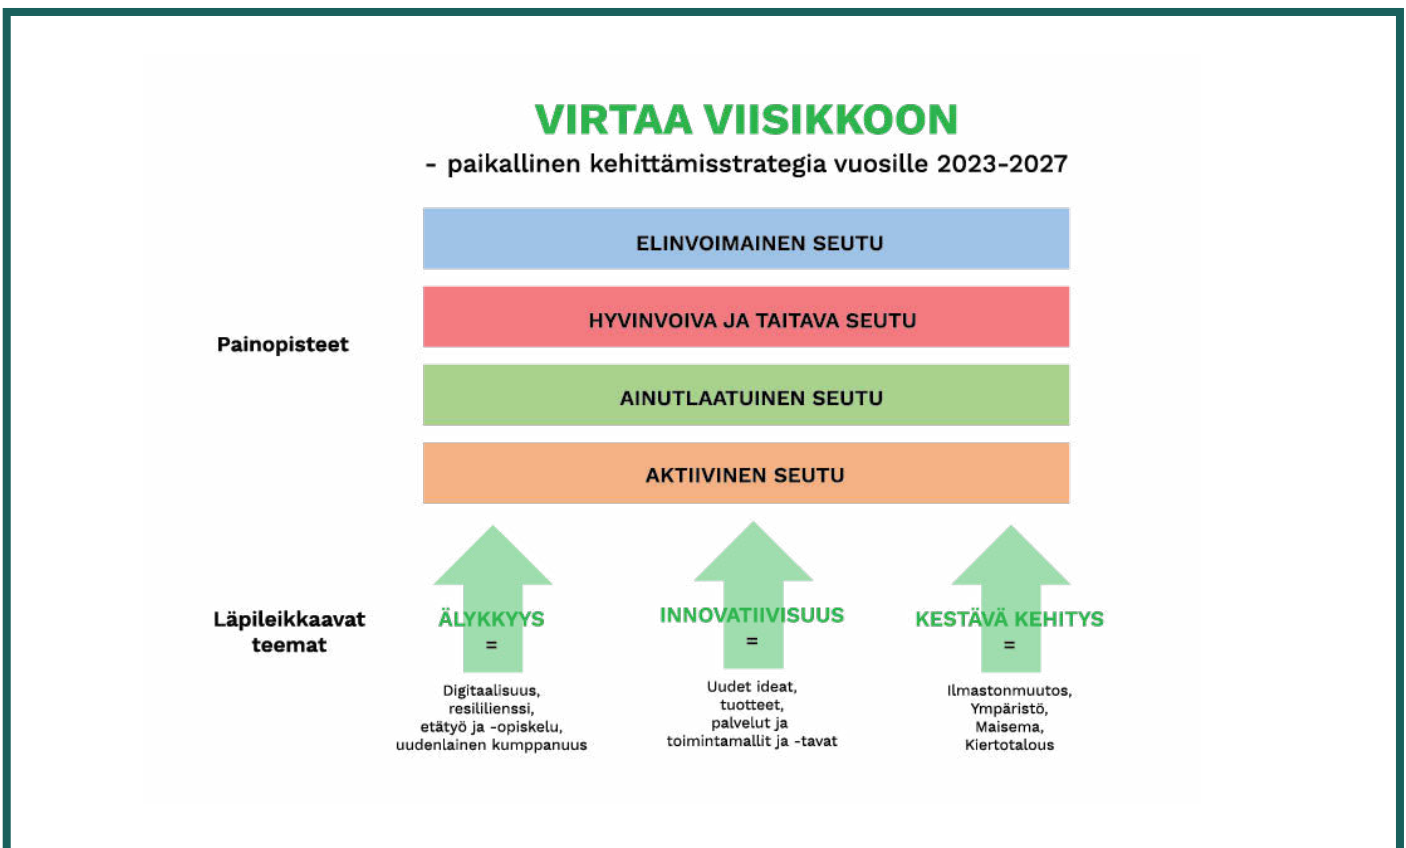 VIRTAA VIISIKKOON
- paikallinen kehittämisstrategia vuosille 2023-2027
ELINVOIMAINEN SEUTU
HYVINVOIVA JA TAITAVA SEUTU
Painopisteet
AINUTLAATUINEN SEUTU
AKTIIVINEN SEUTU
Läpileikkaavat
teemat
ÄLYKKYYS
=
Digitaalisuus,
resililienssi,
etätyö ja -opiskelu,
uudenlainen kumppanuus
INNOVATIIVISUUS
=
Uudet ideat,
tuotteet,
palvelut ja
toimintamallit ja -tavat
KESTÄVÄ KEHITYS
=
Ilmastonmuutos,
Ympäristö,
Maisema,
Kiertotalous